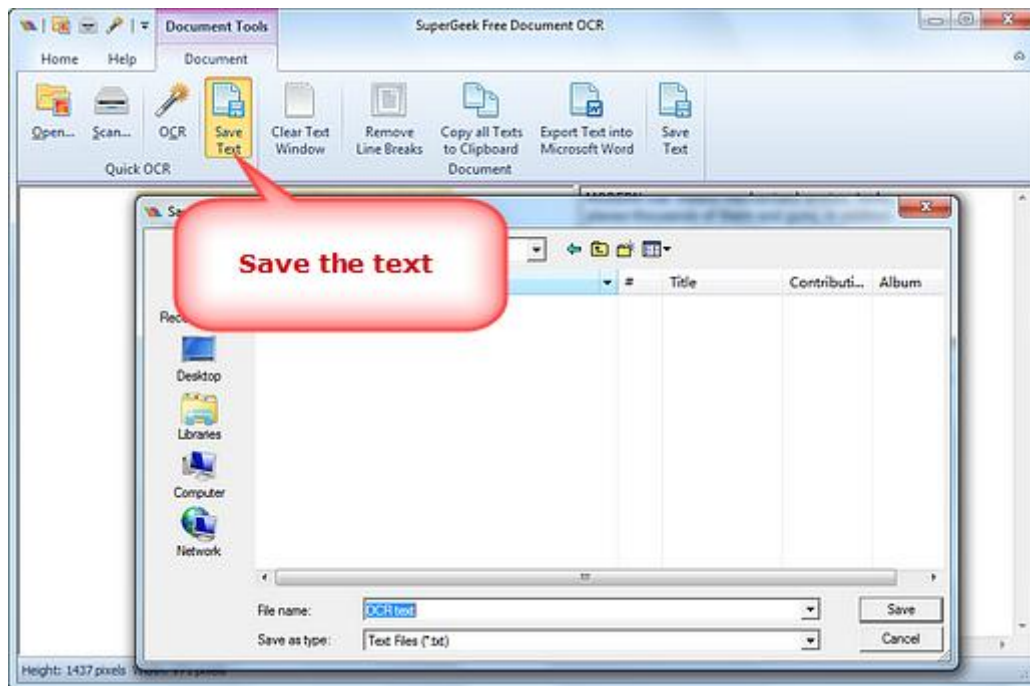 Document Tools
SuperGeek Free Document OCR
Home Help Document
Open... Scan... OCR Save Text Clear Text Window Remove Line Breaks Copy all Texts to Clipboard Export Text into Microsoft Word Save Text
Quick OCR Document
Save the text
# Title Contributi... Album
Desktop
Libraries
Computer
Network
File name: OCR text Save
Save as type: Text Files (*.txt) Cancel
Height: 1437 pixels